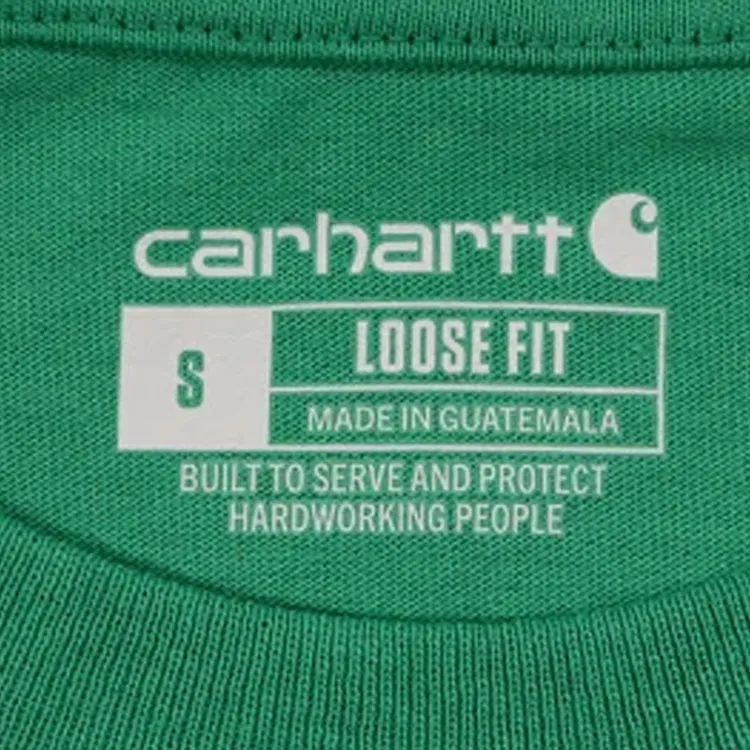 carhartt
S
LOOSE FIT
MADE IN GUATEMALA
BUILT TO SERVE AND PROTECT
HARDWORKING PEOPLE